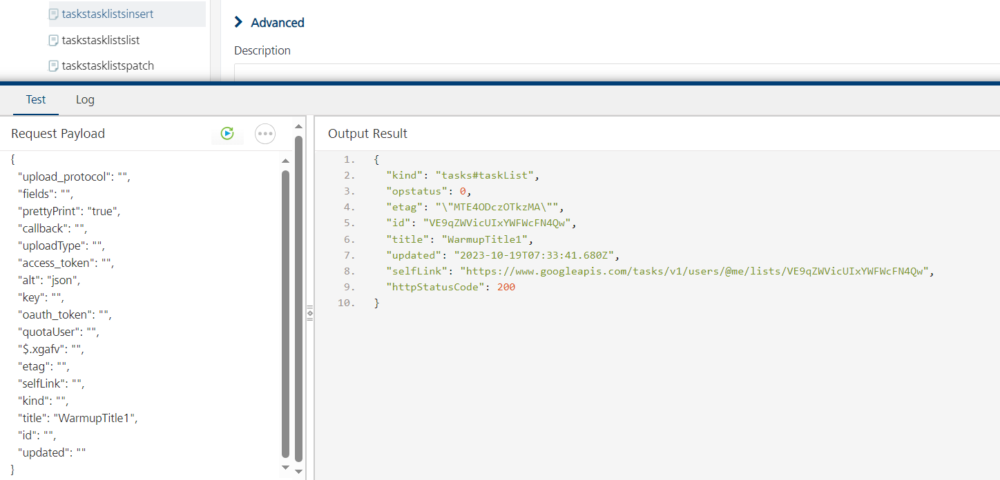 taskstasklistsinsert
taskstasklistslist
taskstasklistspatch
Advanced
Description
Test
Log
Request Payload
{
"upload_protocol": "",
"fields": "",
"prettyPrint": "true",
"callback": "",
"uploadType": "",
"access_token": "",
"alt": "json",
"key": "",
"oauth_token": "",
"quotaUser": "",
"$.xgafv": "",
"etag": "",
"selfLink": "",
"kind": "",
"title": "WarmupTitle1",
"id": "",
"updated": ""
}
Output Result
1. {
2. "kind": "tasks#taskList",
3. "opstatus": 0,
4. "etag": "\"MTE4ODczOTkzMA\"",
5. "id": "VE9qZWVicUIxYWFWcFN4Qw",
6. "title": "WarmupTitle1",
7. "updated": "2023-10-19T07:33:41.680Z",
8. "selfLink": "https://www.googleapis.com/tasks/v1/users/@me/lists/VE9qZWVicUIxYWFWcFN4Qw",
9. "httpStatusCode": 200
10. }